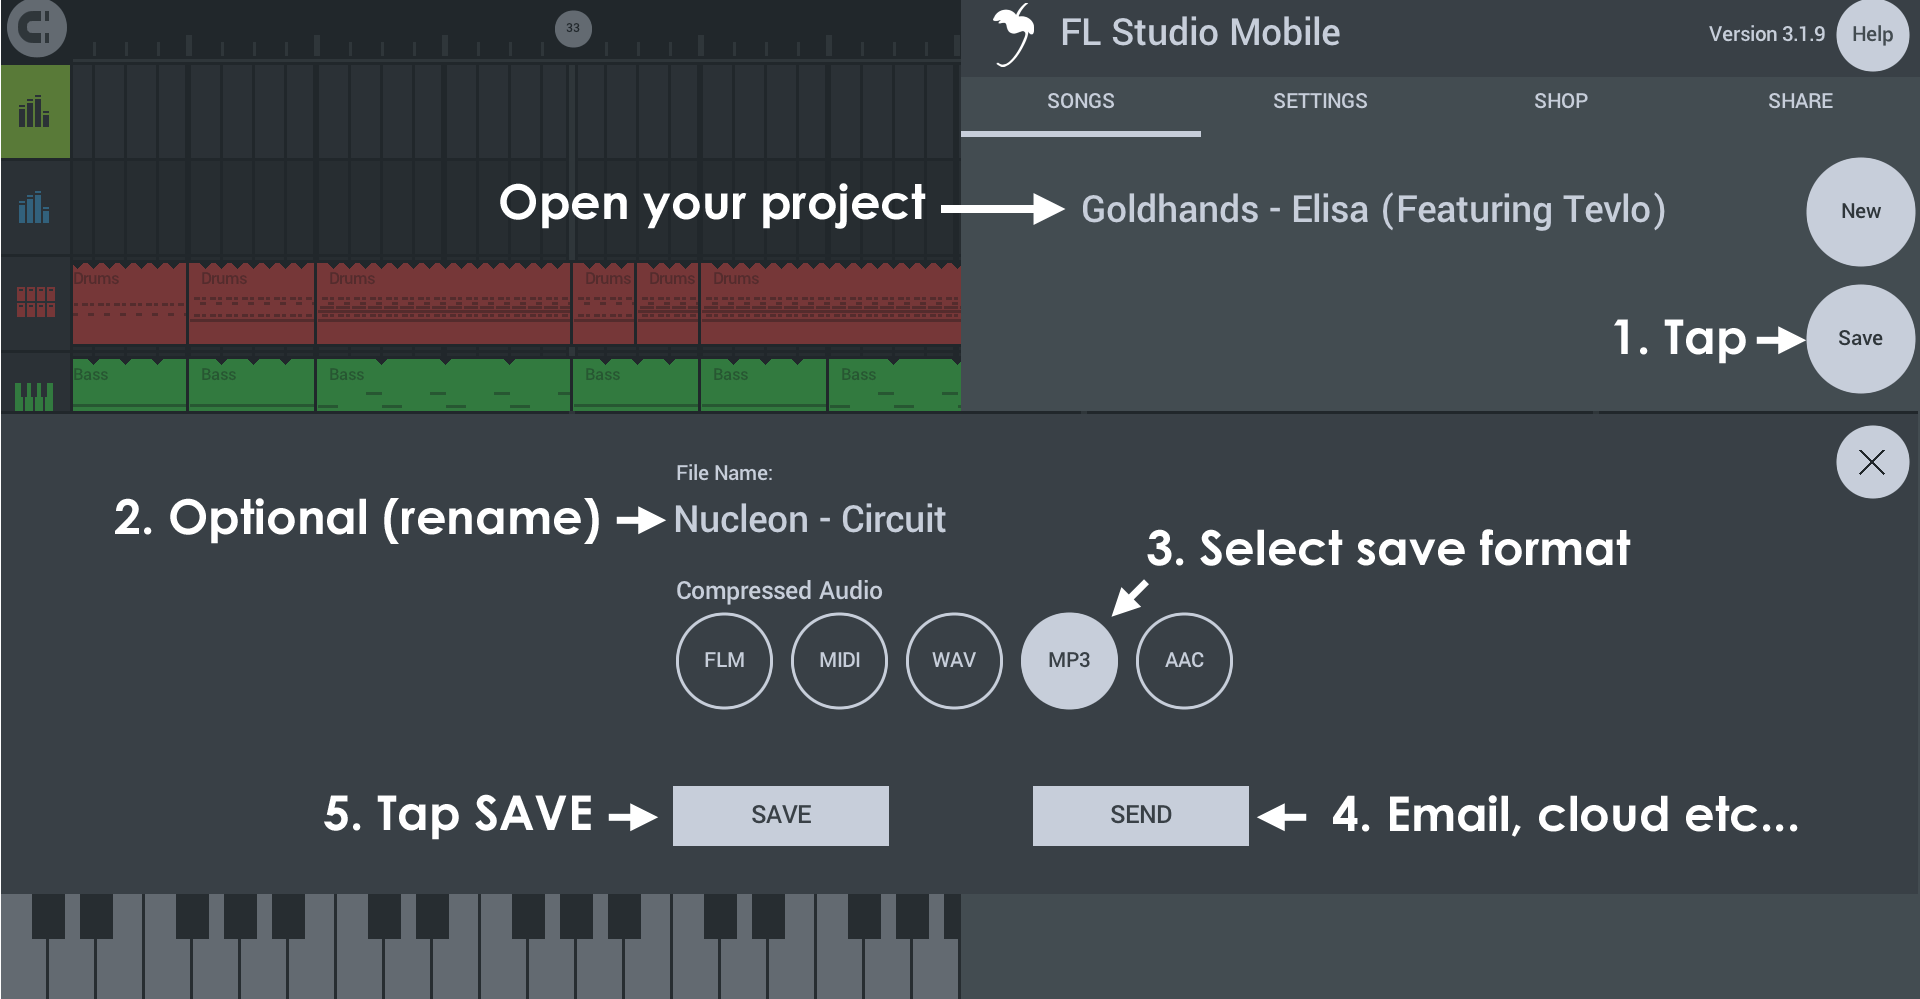 33
FL Studio Mobile
Version 3.1.9
Help
SONGS
SETTINGS
SHOP
SHARE
Open your project
Goldhands - Elisa (Featuring Tevlo)
New
Drums
Drums
Drums
Drums
Drums
Drums
1. Tap
Save
Bass
Bass
Bass
Bass
Bass
Bass
File Name:
2. Optional (rename)
Nucleon - Circuit
3. Select save format
Compressed Audio
FLM
MIDI
WAV
MP3
AAC
5. Tap SAVE
SAVE
SEND
4. Email, cloud etc...